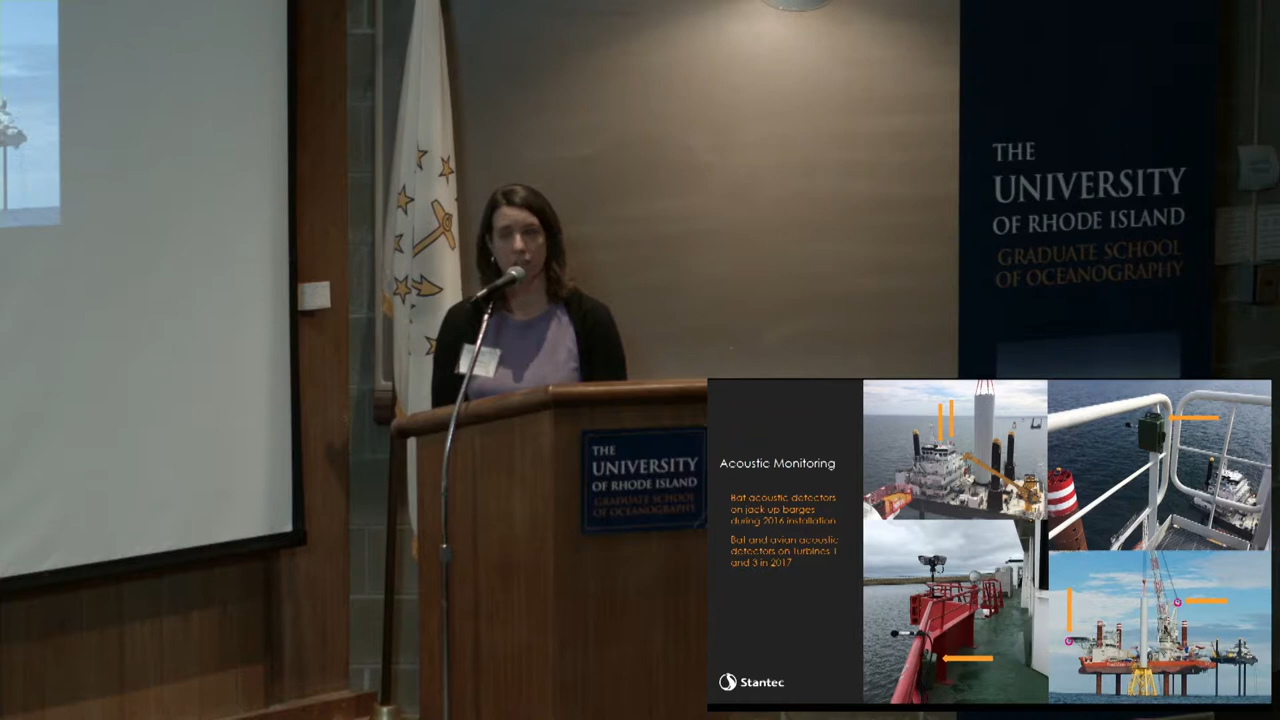 THE
UNIVERSITY
OF RHODE ISLAND
GRADUATE SCHOOL
OF OCEANOGRAPHY
THE
UNIVERSITY
OF RHODE ISLAND
GRADUATE SCHOOL
OF OCEANOGRAPHY
Acoustic Monitoring
Bat acoustic detectors
on jack up barges
during 2016 installation
Bat and avian acoustic
detectors on Turbines 1
and 3 in 2017
Stantec